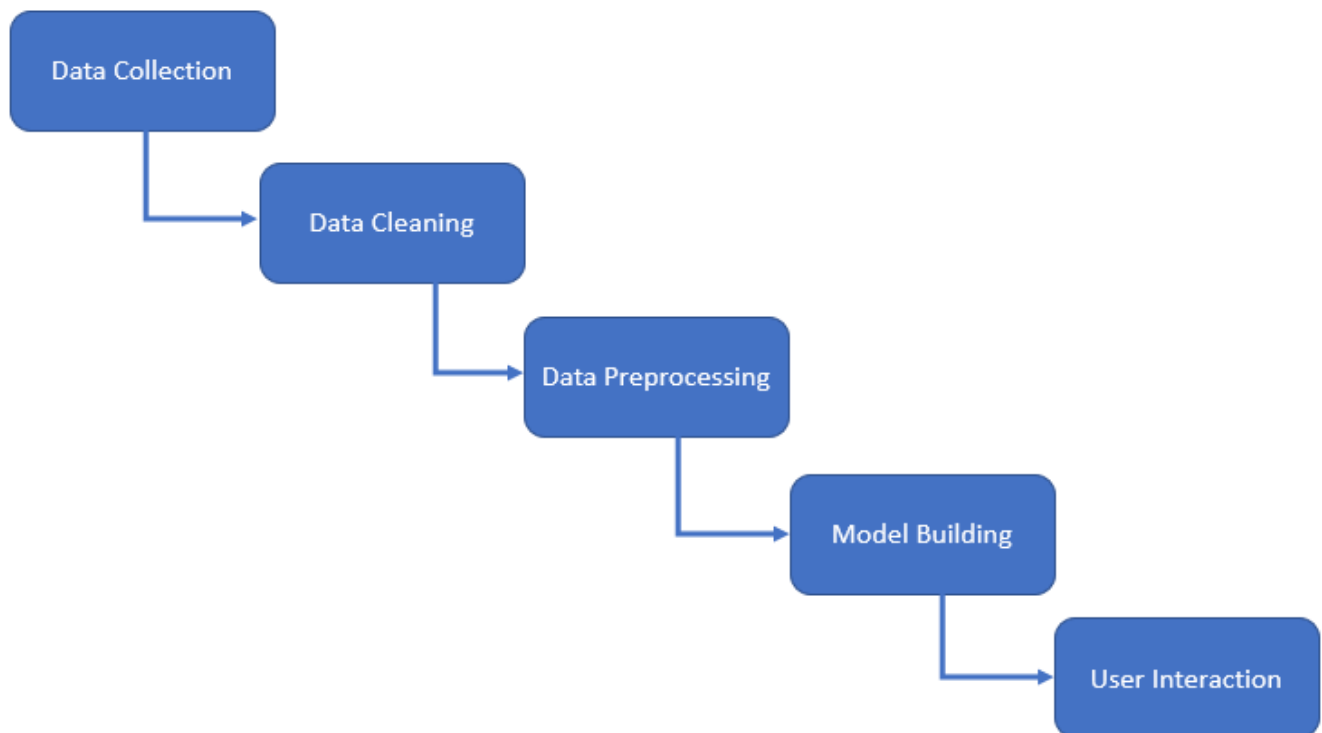 Data Collection
Data Cleaning
Data Preprocessing
Model Building
User Interaction